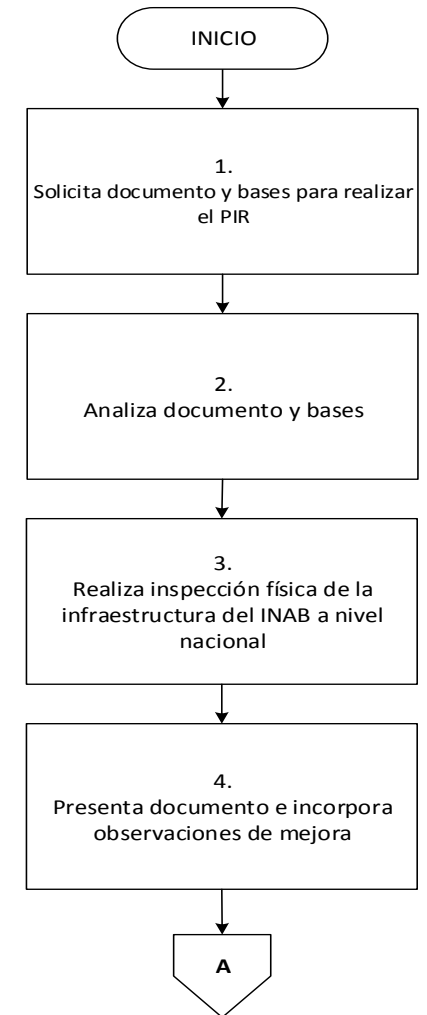 INICIO
1.
Solicita documento y bases para realizar
el PIR
2.
Analiza documento y bases
3.
Realiza inspección física de la
infraestructura del INAB a nivel
nacional
4.
Presenta documento e incorpora
observaciones de mejora
A